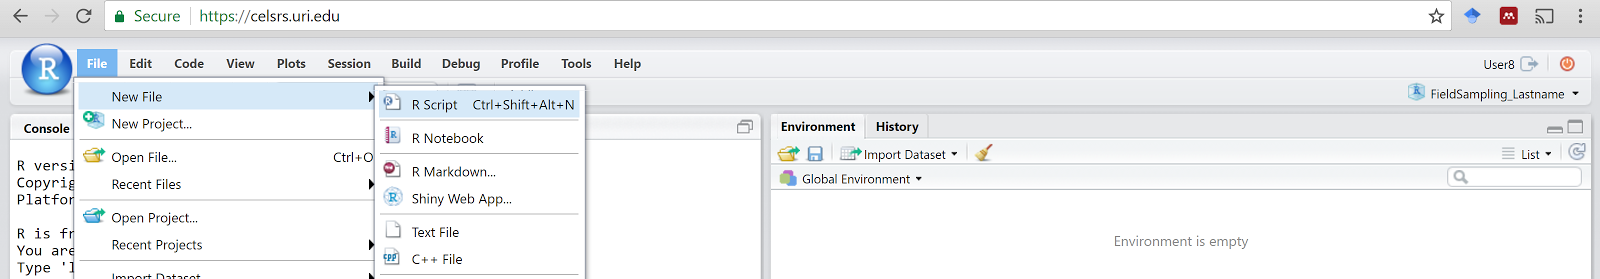 Secure https://celsrs.uri.edu
R File Edit Code View Plots Session Build Debug Profile Tools Help User8
FieldSampling_Lastname
New File
R Script Ctrl+Shift+Alt+N
New Project...
R Notebook
Open File... Ctrl+O
R Markdown...
Recent Files
Shiny Web App...
Open Project...
Text File
Recent Projects
CPP C++ File
Import Dataset
Console
R versi
Copyrig
Platfor
R is fr
You are
Type '
Environment History
Import Dataset List
Global Environment
Environment is empty